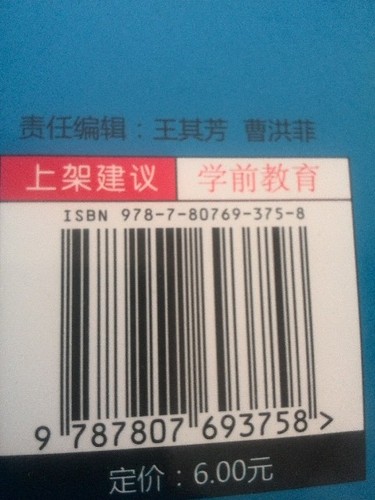 责任编辑：王其芳 曹洪菲
上架建议 学前教育
ISBN 978-7-80769-375-8
9 787807 693758 >
定价：6.00元